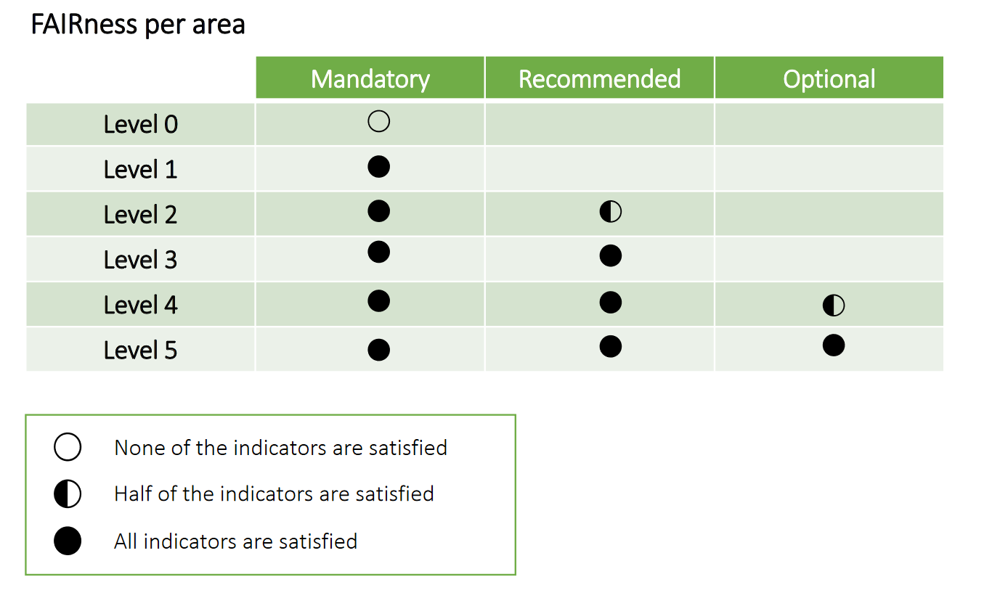 FAIRness per area
Mandatory Recommended Optional
Level 0
Level 1
Level 2
Level 3
Level 4
Level 5
None of the indicators are satisfied
Half of the indicators are satisfied
All indicators are satisfied